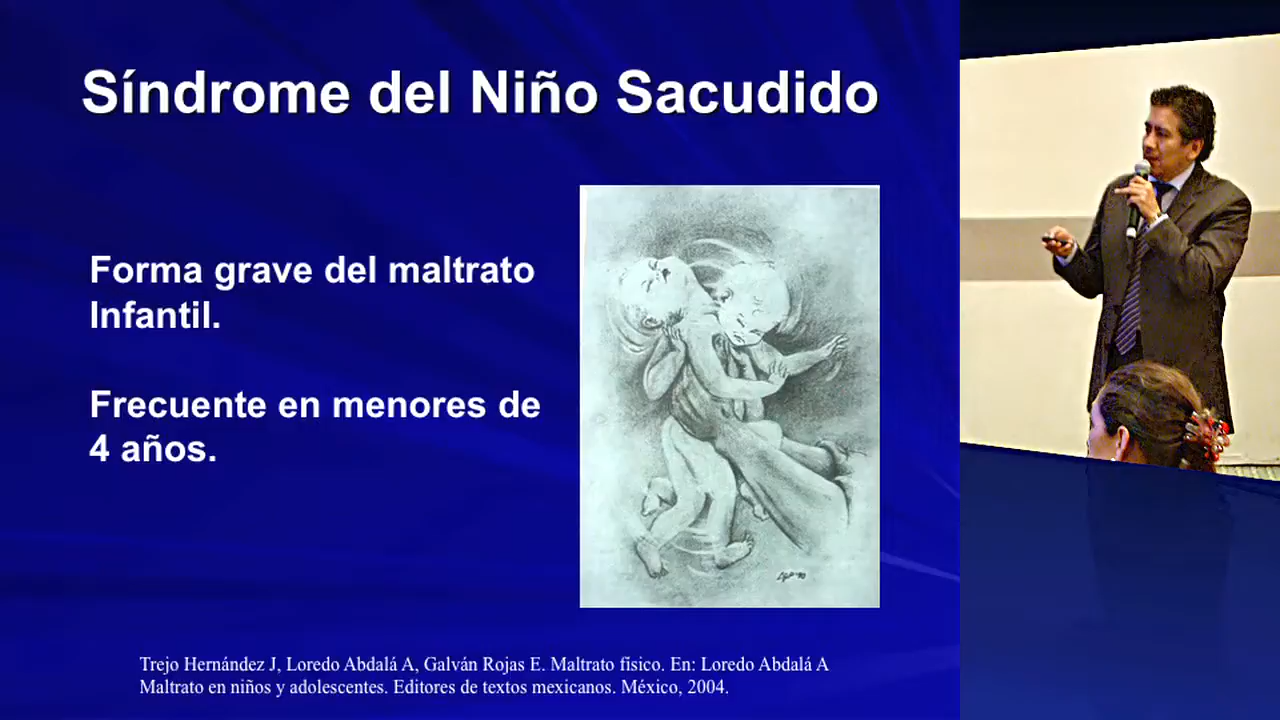 Síndrome del Niño Sacudido
Forma grave del maltrato
Infantil.
Frecuente en menores de
4 años.
Trejo Hernández J, Loredo Abdalá A, Galván Rojas E. Maltrato físico. En: Loredo Abdalá A
Maltrato en niños y adolescentes. Editores de textos mexicanos. México, 2004.